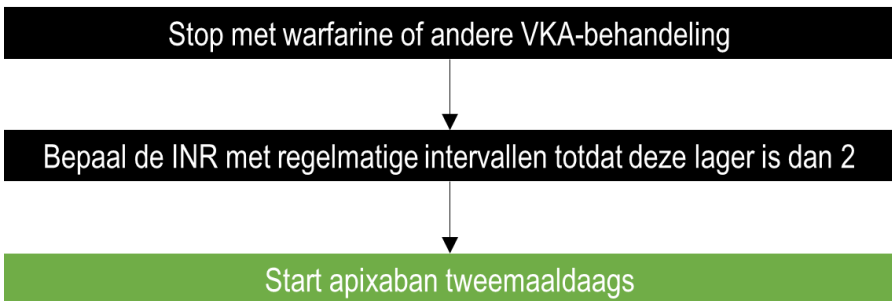 Stop met warfarine of andere VKA-behandeling
Bepaal de INR met regelmatige intervallen totdat deze lager is dan 2
Start apixaban tweemaaldaags